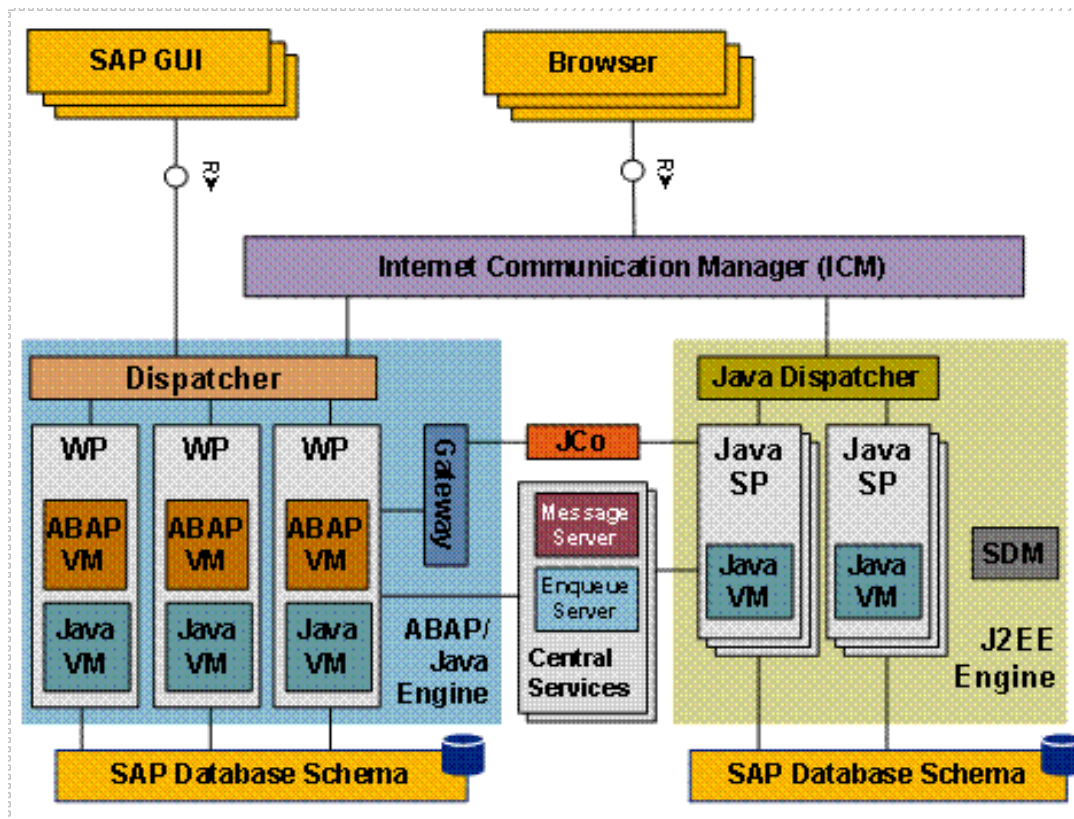 SAP GUI
Browser
R
R
Internet Communication Manager (ICM)
Dispatcher
Java Dispatcher
WP
WP
WP
Gateway
JCo
Java
SP
Java
SP
ABAP
VM
ABAP
VM
ABAP
VM
Message
Server
Enqueue
Server
Java
VM
Java
VM
SDM
Java
VM
Java
VM
Java
VM
ABAP/
Java
Engine
Central
Services
J2EE
Engine
SAP Database Schema
SAP Database Schema